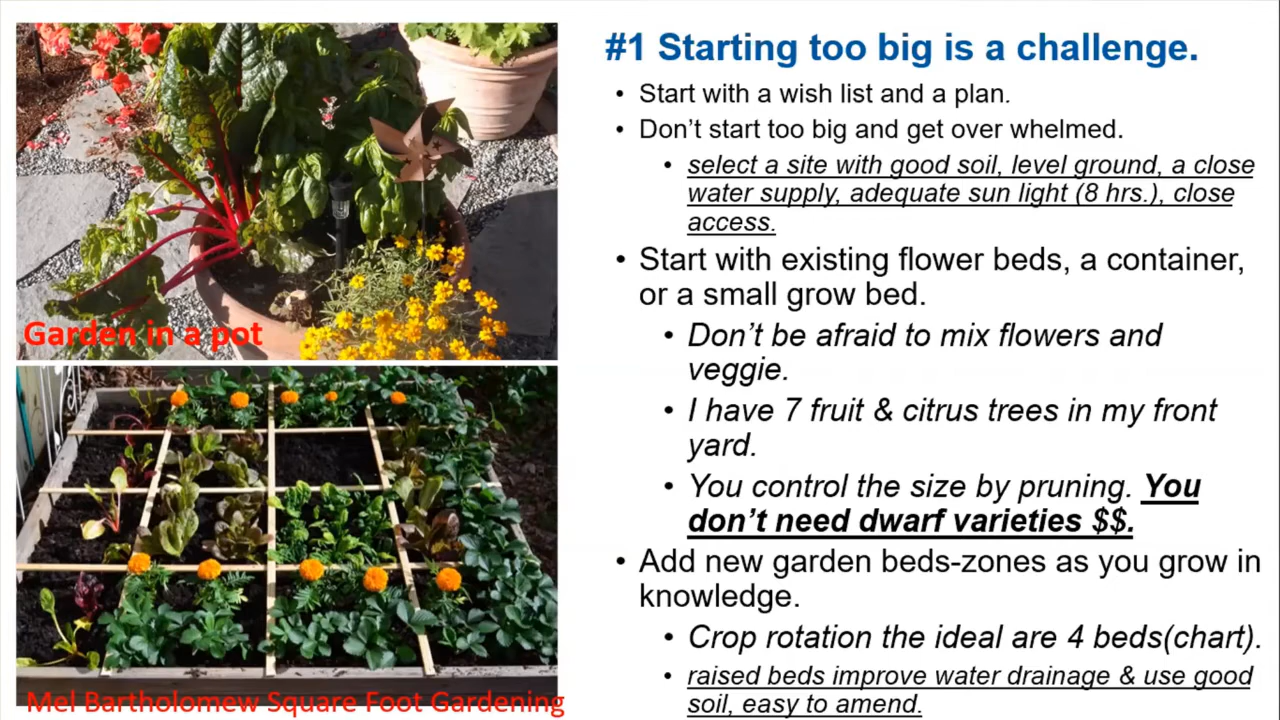 #1 Starting too big is a challenge.
• Start with a wish list and a plan.
• Don't start too big and get over whelmed.
• select a site with good soil, level ground, a close
water supply, adequate sun light (8 hrs.), close
access.
• Start with existing flower beds, a container,
or a small grow bed.
• Don't be afraid to mix flowers and
veggie.
• I have 7 fruit & citrus trees in my front
yard.
• You control the size by pruning. You
don't need dwarf varieties $$.
• Add new garden beds-zones as you grow in
knowledge.
• Crop rotation the ideal are 4 beds(chart).
• raised beds improve water drainage & use good
soil, easy to amend.
Garden in a pot
Mel Bartholomew Square Foot Gardening